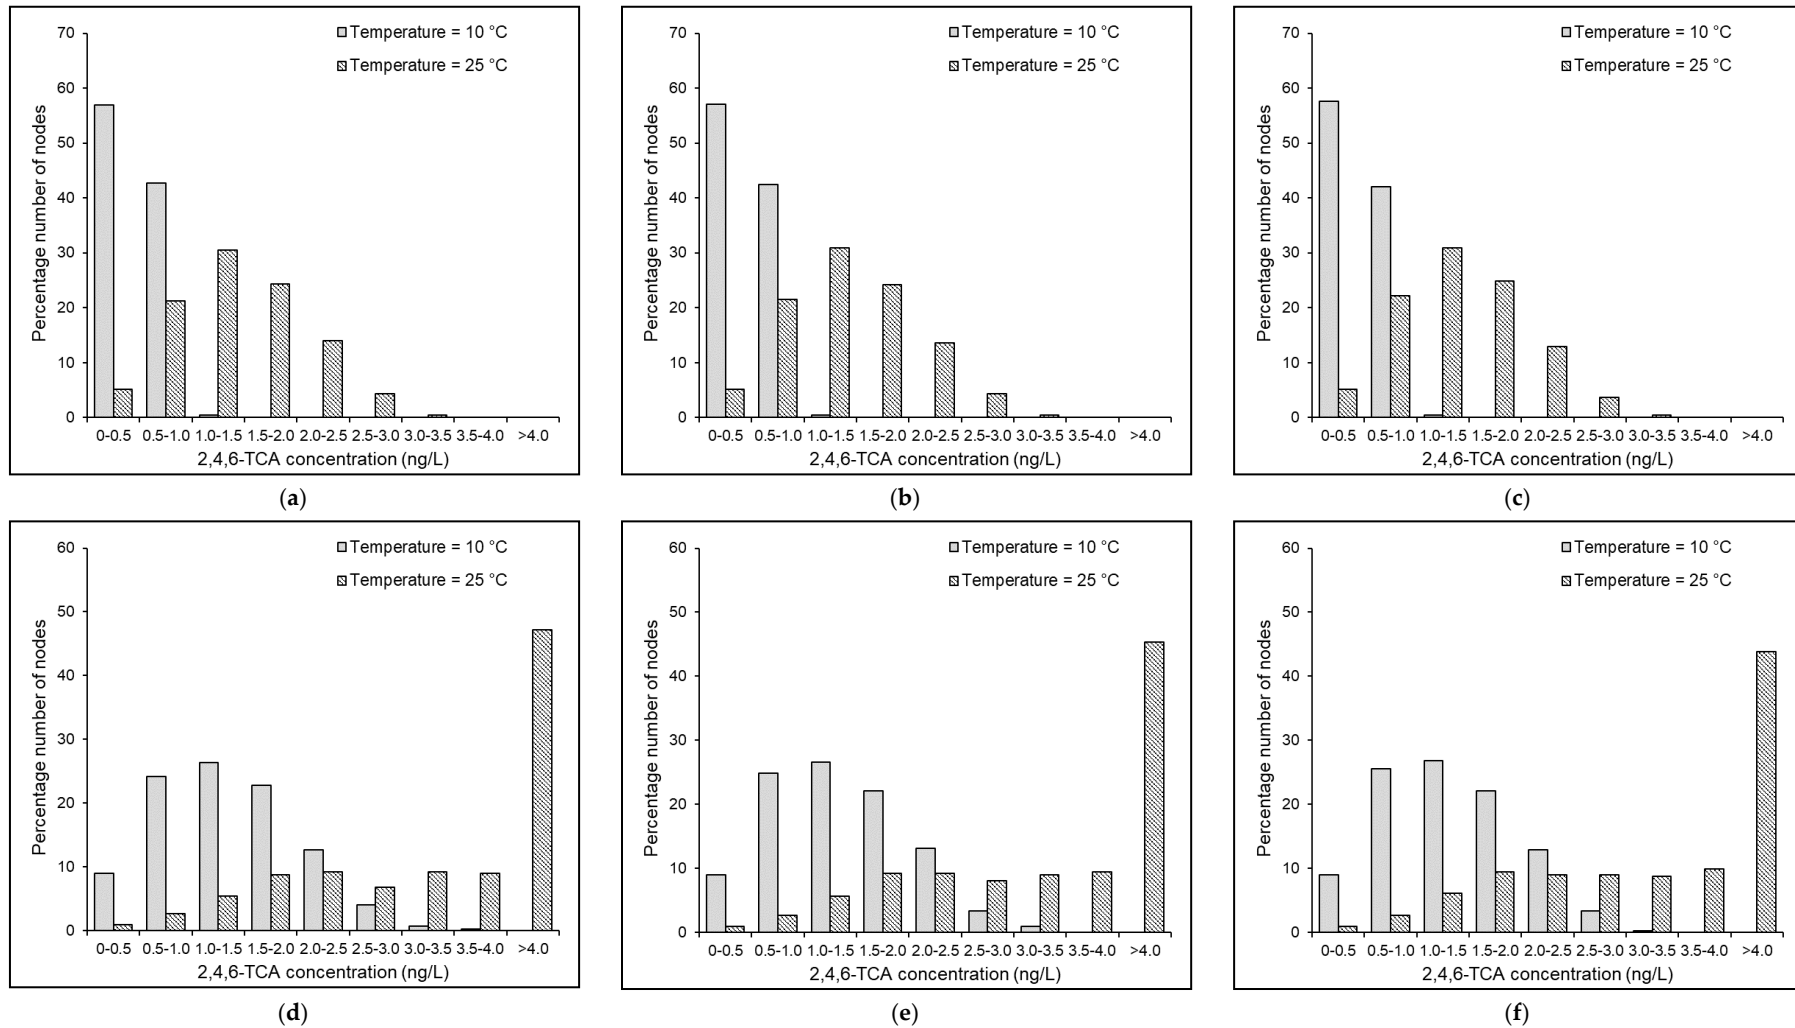 Temperature = 10 °C
Temperature = 25 °C
Percentage number of nodes
70
60
50
40
30
20
10
0
0-0.5 0.5-1.0 1.0-1.5 1.5-2.0 2.0-2.5 2.5-3.0 3.0-3.5 3.5-4.0 >4.0
2,4,6-TCA concentration (ng/L)
(a)
Temperature = 10 °C
Temperature = 25 °C
Percentage number of nodes
70
60
50
40
30
20
10
0
0-0.5 0.5-1.0 1.0-1.5 1.5-2.0 2.0-2.5 2.5-3.0 3.0-3.5 3.5-4.0 >4.0
2,4,6-TCA concentration (ng/L)
(b)
Temperature = 10 °C
Temperature = 25 °C
Percentage number of nodes
70
60
50
40
30
20
10
0
0-0.5 0.5-1.0 1.0-1.5 1.5-2.0 2.0-2.5 2.5-3.0 3.0-3.5 3.5-4.0 >4.0
2,4,6-TCA concentration (ng/L)
(c)
Temperature = 10 °C
Temperature = 25 °C
Percentage number of nodes
60
50
40
30
20
10
0
0-0.5 0.5-1.0 1.0-1.5 1.5-2.0 2.0-2.5 2.5-3.0 3.0-3.5 3.5-4.0 >4.0
2,4,6-TCA concentration (ng/L)
(d)
Temperature = 10 °C
Temperature = 25 °C
Percentage number of nodes
60
50
40
30
20
10
0
0-0.5 0.5-1.0 1.0-1.5 1.5-2.0 2.0-2.5 2.5-3.0 3.0-3.5 3.5-4.0 >4.0
2,4,6-TCA concentration (ng/L)
(e)
Temperature = 10 °C
Temperature = 25 °C
Percentage number of nodes
60
50
40
30
20
10
0
0-0.5 0.5-1.0 1.0-1.5 1.5-2.0 2.0-2.5 2.5-3.0 3.0-3.5 3.5-4.0 >4.0
2,4,6-TCA concentration (ng/L)
(f)